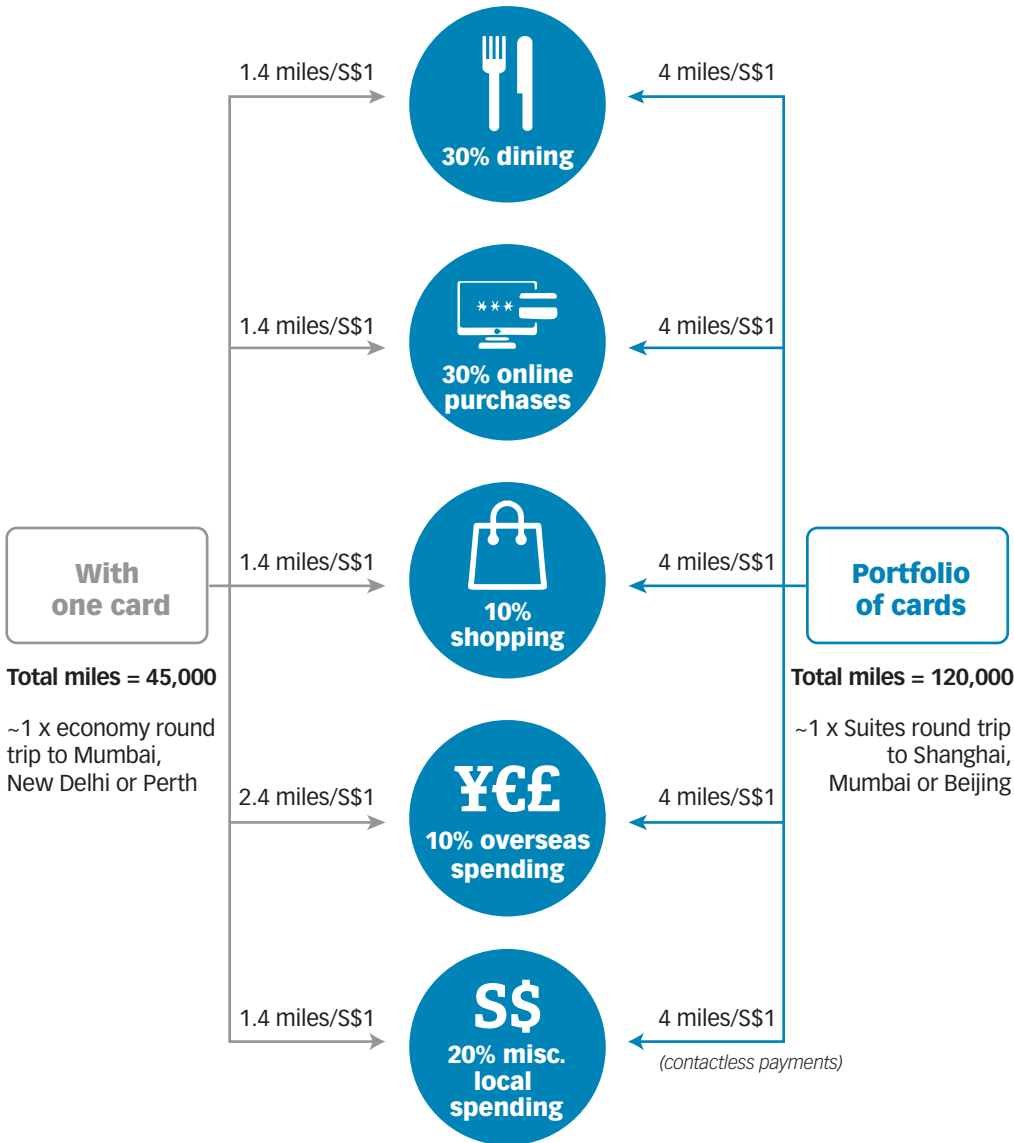 1.4 miles/S$1
4 miles/S$1
30% dining
1.4 miles/S$1
4 miles/S$1
***
30% online
purchases
With
one card
Total miles = 45,000
~1 x economy round
trip to Mumbai,
New Delhi or Perth
1.4 miles/S$1
4 miles/S$1
10%
shopping
Portfolio
of cards
Total miles = 120,000
~1 x Suites round trip
to Shanghai,
Mumbai or Beijing
2.4 miles/S$1
4 miles/S$1
¥€£
10% overseas
spending
1.4 miles/S$1
4 miles/S$1
(contactless payments)
S$
20% misc.
local
spending